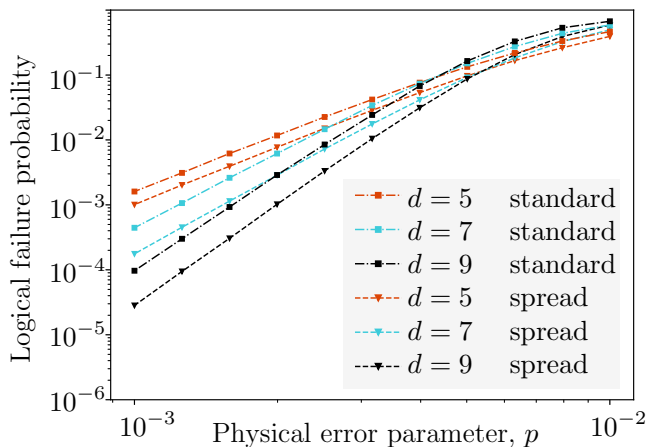 Logical failure probability
10⁻¹
10⁻²
10⁻³
10⁻⁴
10⁻⁵
10⁻⁶
d = 5 standard
d = 7 standard
d = 9 standard
d = 5 spread
d = 7 spread
d = 9 spread
10⁻³ 10⁻²
Physical error parameter, p